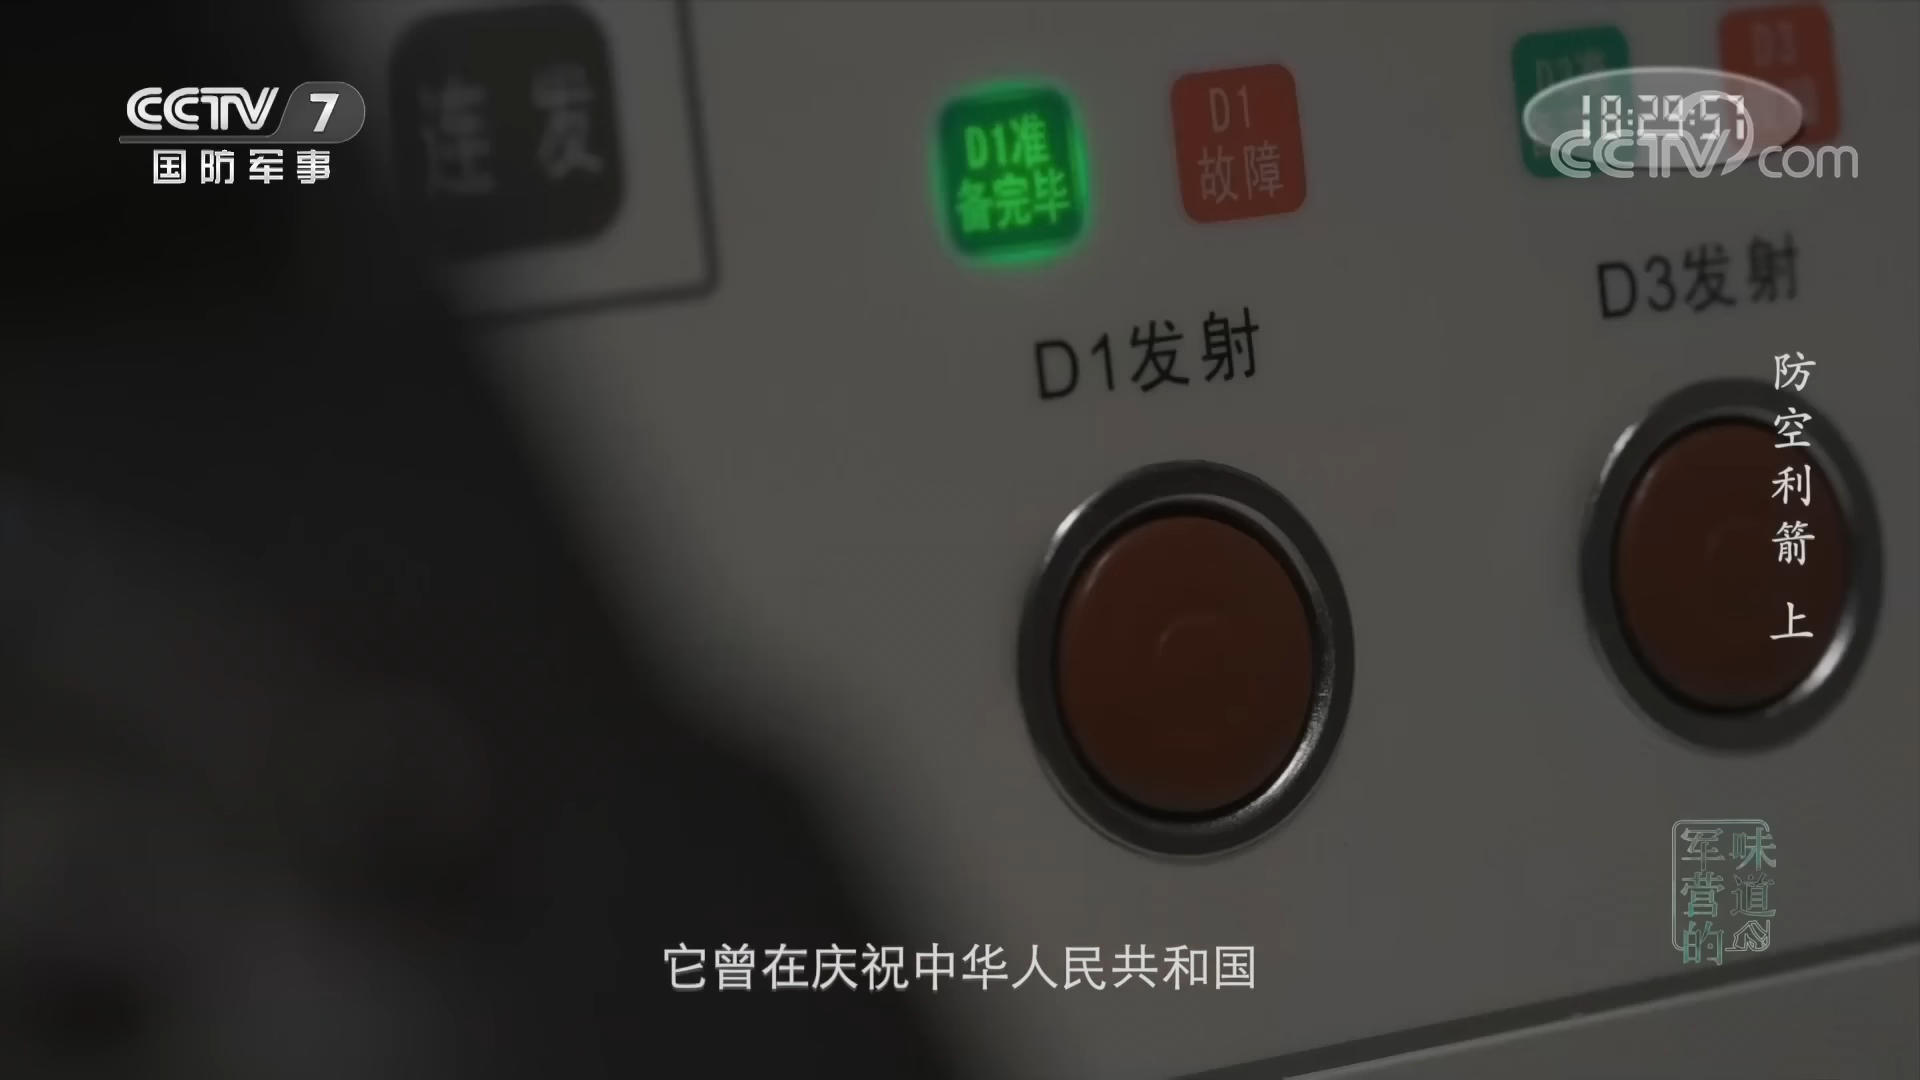 CCTV 7
国防军事
连发
D1准
备完毕
D1
故障
D3
18:29:57
CCTV.com
D1发射
D3发射
防空利箭 上
军营的
味道
它曾在庆祝中华人民共和国